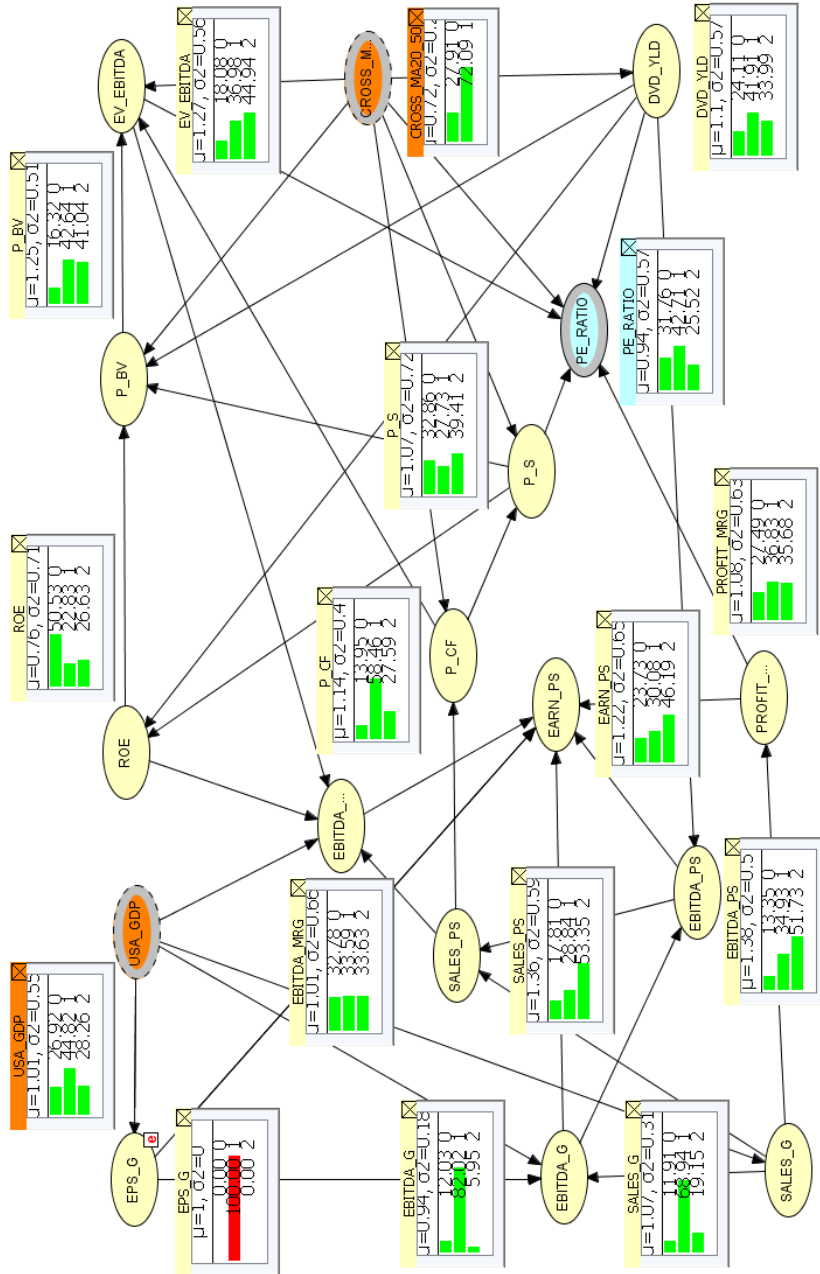 USA_GDP
μ=1.01, σ2=0.55
26.92 0
44.82 1
28.26 2
ROE
μ=0.76, σ2=0.71
50.53 0
22.83 1
26.63 2
P_BV
μ=1.25, σ2=0.51
16.32 0
42.64 1
41.04 2
EPS_G
e
USA_GDP
ROE
P_BV
EV_EBITDA
EPS_G
μ=1, σ2=0
0.00 0
100.00 1
0.00 2
EV_EBITDA
μ=1.27, σ2=0.56
18.08 0
36.98 1
44.94 2
EBITDA_MRG
μ=1.01, σ2=0.66
32.78 0
33.59 1
33.63 2
EBITDA_...
P_CF
μ=1.14, σ2=0.4
13.95 0
58.46 1
27.59 2
P_S
μ=1.07, σ2=0.72
32.86 0
27.73 1
39.41 2
CROSS_M...
CROSS_MA20_50
μ=0.72, σ2=0.2
27.91 0
72.09 1
EBITDA_G
μ=0.94, σ2=0.18
12.03 0
82.02 1
5.95 2
SALES_PS
P_CF
P_S
SALES_PS
μ=1.36, σ2=0.59
17.81 0
28.84 1
53.35 2
EBITDA_G
EARN_PS
PE_RATIO
EARN_PS
μ=1.22, σ2=0.65
23.73 0
30.08 1
46.19 2
PE_RATIO
μ=0.94, σ2=0.57
31.76 0
42.71 1
25.52 2
DVD_YLD
SALES_G
μ=1.07, σ2=0.31
11.91 0
68.94 1
19.15 2
EBITDA_PS
DVD_YLD
μ=1.1, σ2=0.57
24.11 0
41.91 1
33.99 2
EBITDA_PS
μ=1.38, σ2=0.5
13.35 0
34.93 1
51.73 2
PROFIT_MRG
μ=1.08, σ2=0.63
27.49 0
36.83 1
35.68 2
SALES_G
PROFIT_...